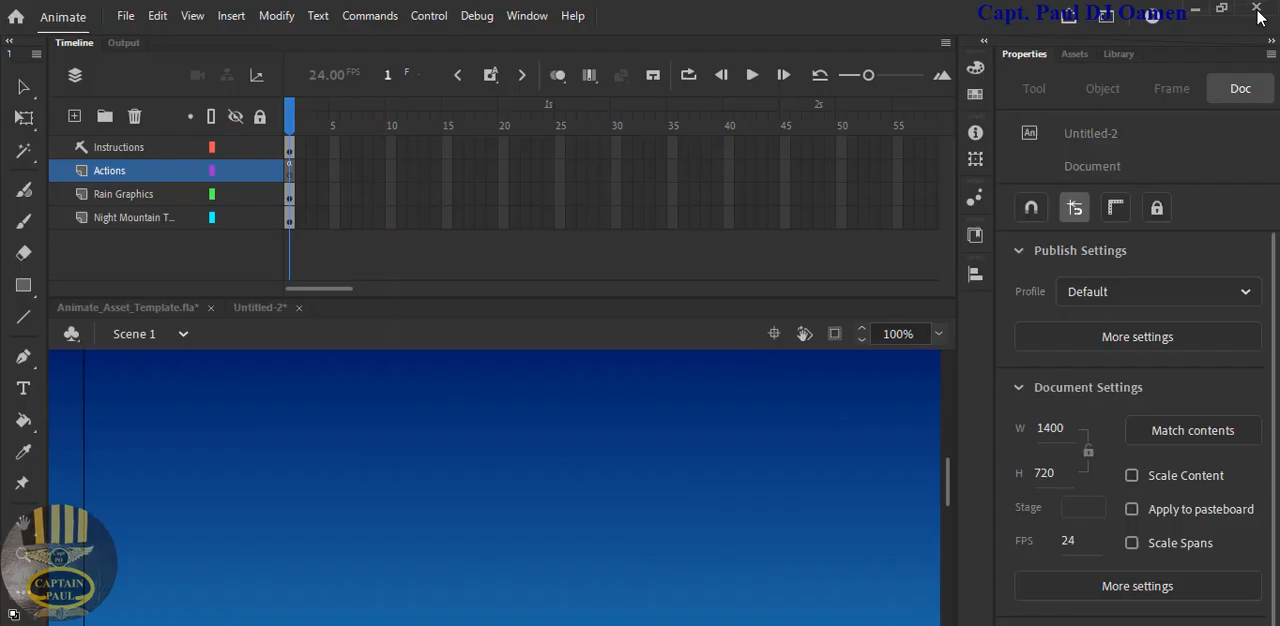 Animate File Edit View Insert Modify Text Commands Control Debug Window Help
Capt. Paul DJ Oamen
1
Timeline Output
24.00 FPS 1 F
1s 2s
5 10 15 20 25 30 35 40 45 50 55
Instructions
Actions
Rain Graphics
Night Mountain T...
Animate_Asset_Template.fla* × Untitled-2* ×
Scene 1
100%
Properties Assets Library
Tool Object Frame Doc
An Untitled-2
Document
Publish Settings
Profile Default
More settings
Document Settings
W 1400 Match contents
H 720 Scale Content
Stage Apply to pasteboard
FPS 24 Scale Spans
More settings
CAPTAIN
PAUL